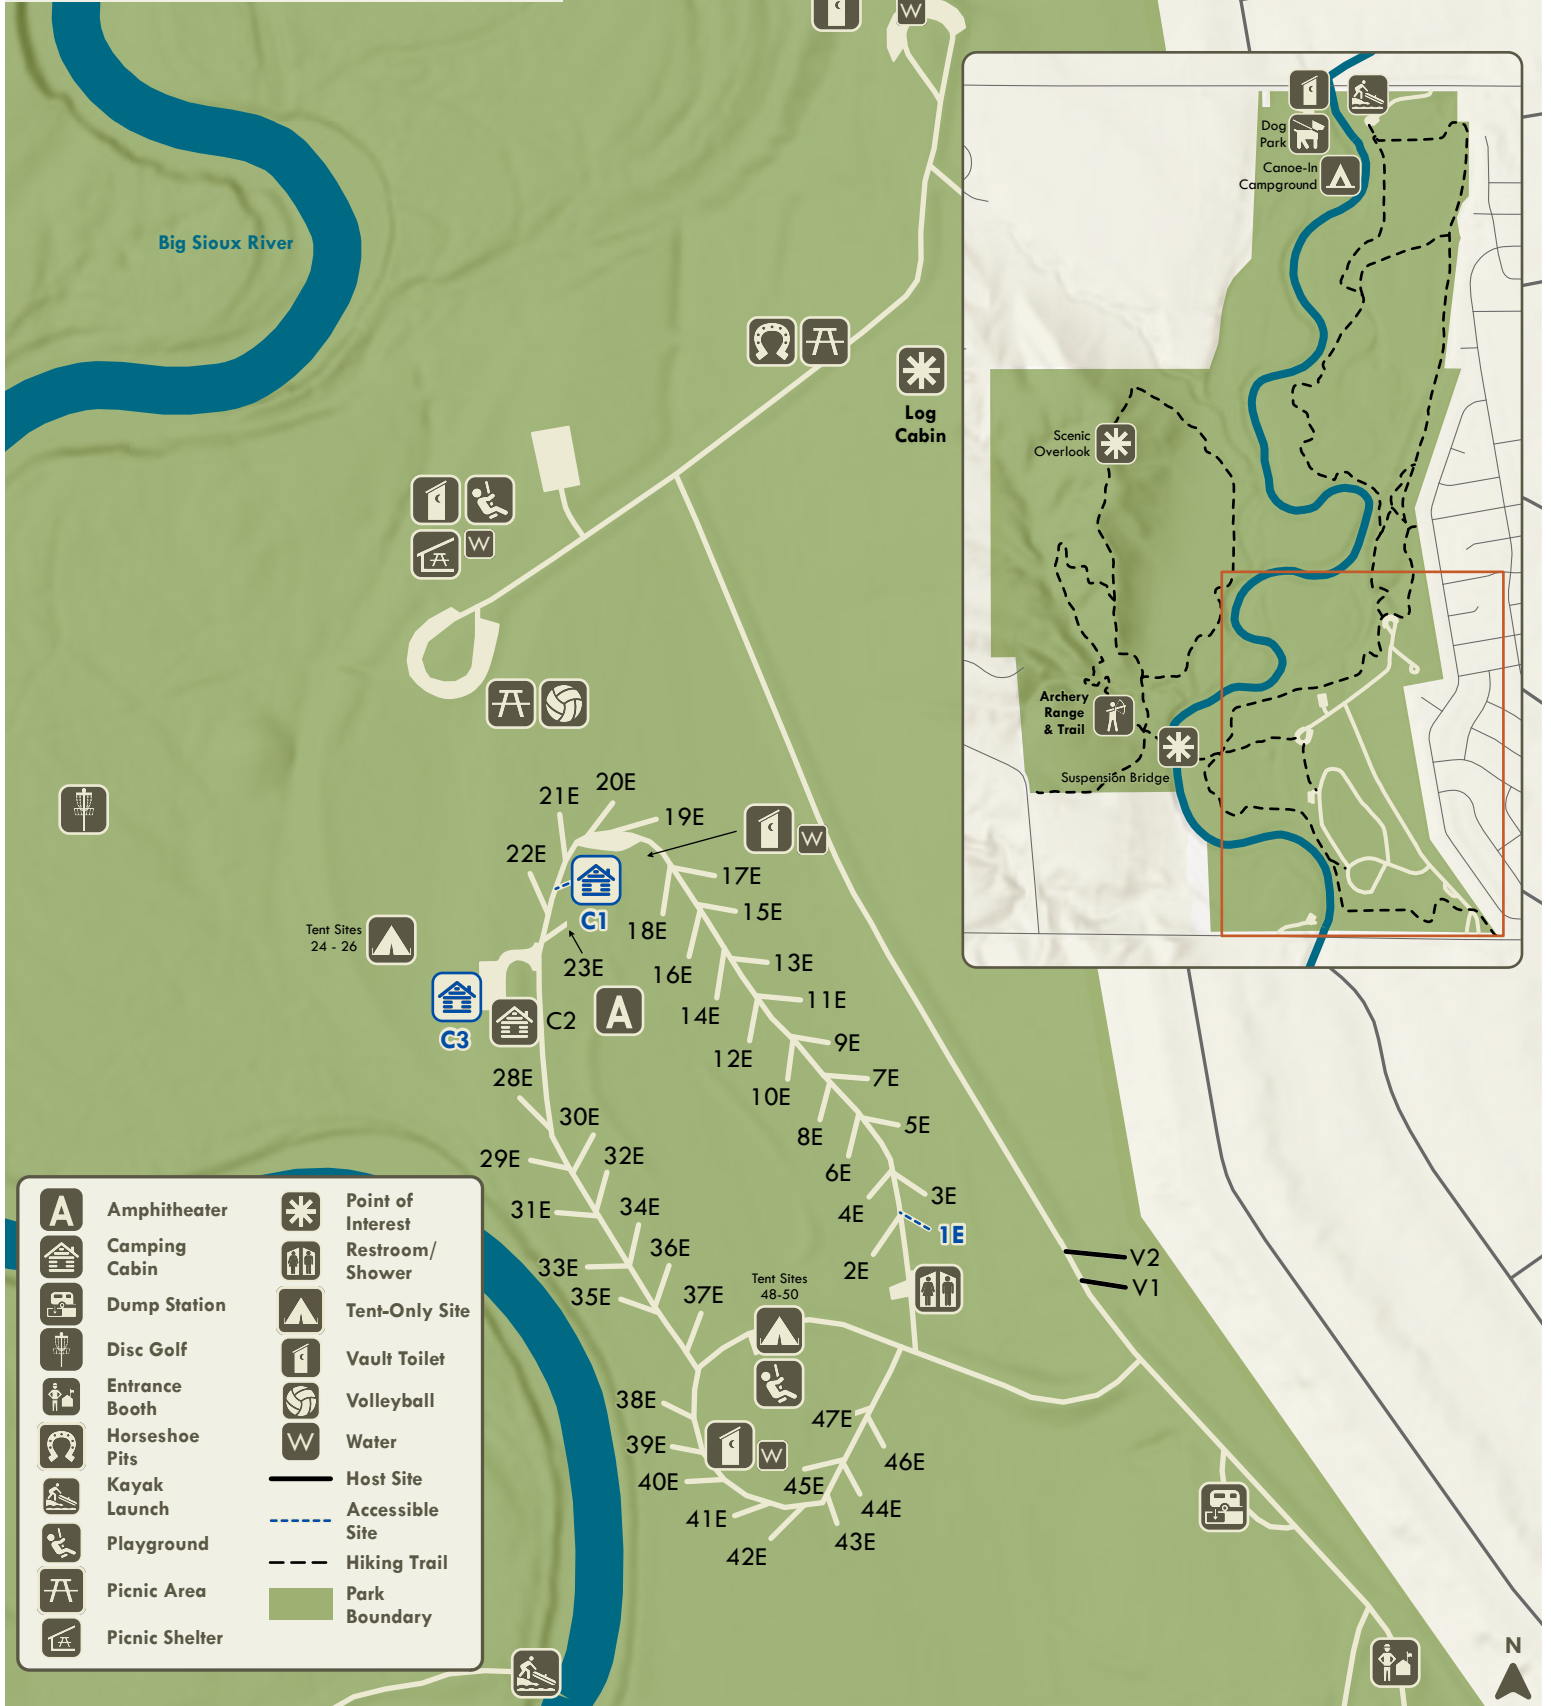 W
Big Sioux River
Log
Cabin
W
Dog
Park
Canoe-In
Campground
Scenic
Overlook
Archery
Range
& Trail
Suspension Bridge
20E
21E
19E
22E
W
17E
C1
15E
18E
Tent Sites
24 - 26
23E
13E
16E
11E
C3
C2
A
14E
9E
12E
28E
7E
10E
30E
5E
8E
29E
32E
6E
3E
31E
34E
4E
1E
36E
V2
33E
2E
V1
35E
37E
Tent Sites
48-50
38E
47E
39E
W
46E
40E
45E
44E
41E
43E
42E
A
Amphitheater
Camping
Cabin
Dump Station
Disc Golf
Entrance
Booth
Horseshoe
Pits
Kayak
Launch
Playground
Picnic Area
Picnic Shelter
Point of
Interest
Restroom/
Shower
Tent-Only Site
Vault Toilet
Volleyball
W
Water
Host Site
Accessible
Site
Hiking Trail
Park
Boundary
N